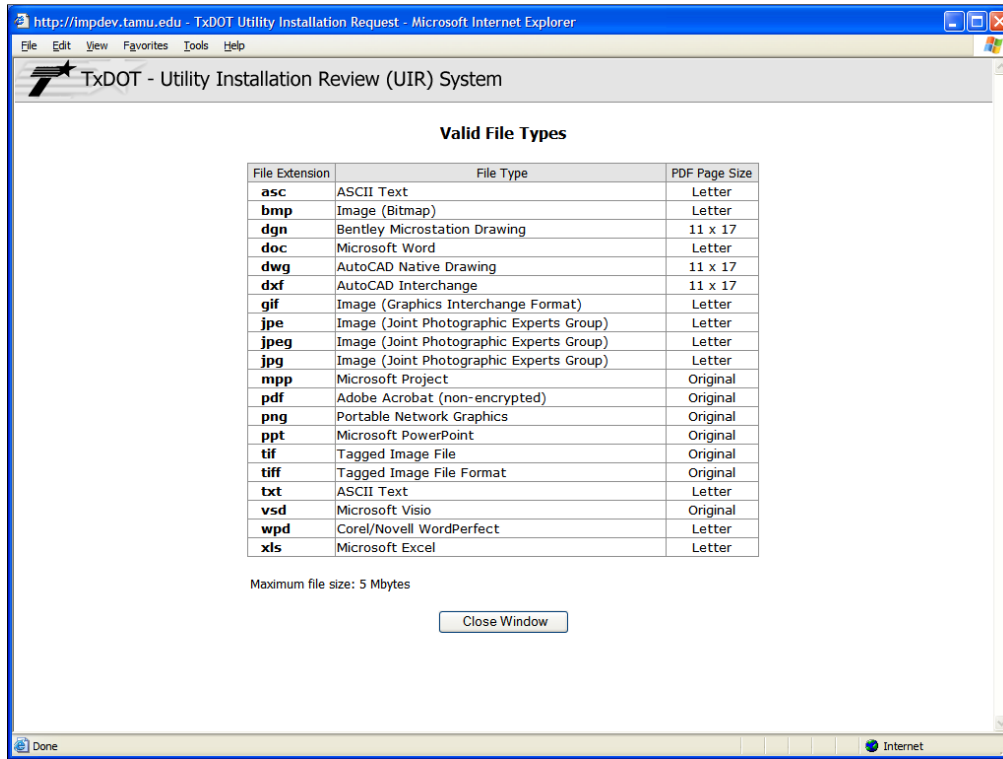 http://impdev.tamu.edu - TxDOT Utility Installation Request - Microsoft Internet Explorer
File Edit View Favorites Tools Help
TxDOT - Utility Installation Review (UIR) System
Valid File Types
File Extension File Type PDF Page Size
asc ASCII Text Letter
bmp Image (Bitmap) Letter
dgn Bentley Microstation Drawing 11 x 17
doc Microsoft Word Letter
dwg AutoCAD Native Drawing 11 x 17
dxf AutoCAD Interchange 11 x 17
gif Image (Graphics Interchange Format) Letter
jpe Image (Joint Photographic Experts Group) Letter
jpeg Image (Joint Photographic Experts Group) Letter
jpg Image (Joint Photographic Experts Group) Letter
mpp Microsoft Project Original
pdf Adobe Acrobat (non-encrypted) Original
png Portable Network Graphics Original
ppt Microsoft PowerPoint Original
tif Tagged Image File Original
tiff Tagged Image File Format Original
txt ASCII Text Letter
vsd Microsoft Visio Original
wpd Corel/Novell WordPerfect Letter
xls Microsoft Excel Letter
Maximum file size: 5 Mbytes
Close Window
Done Internet